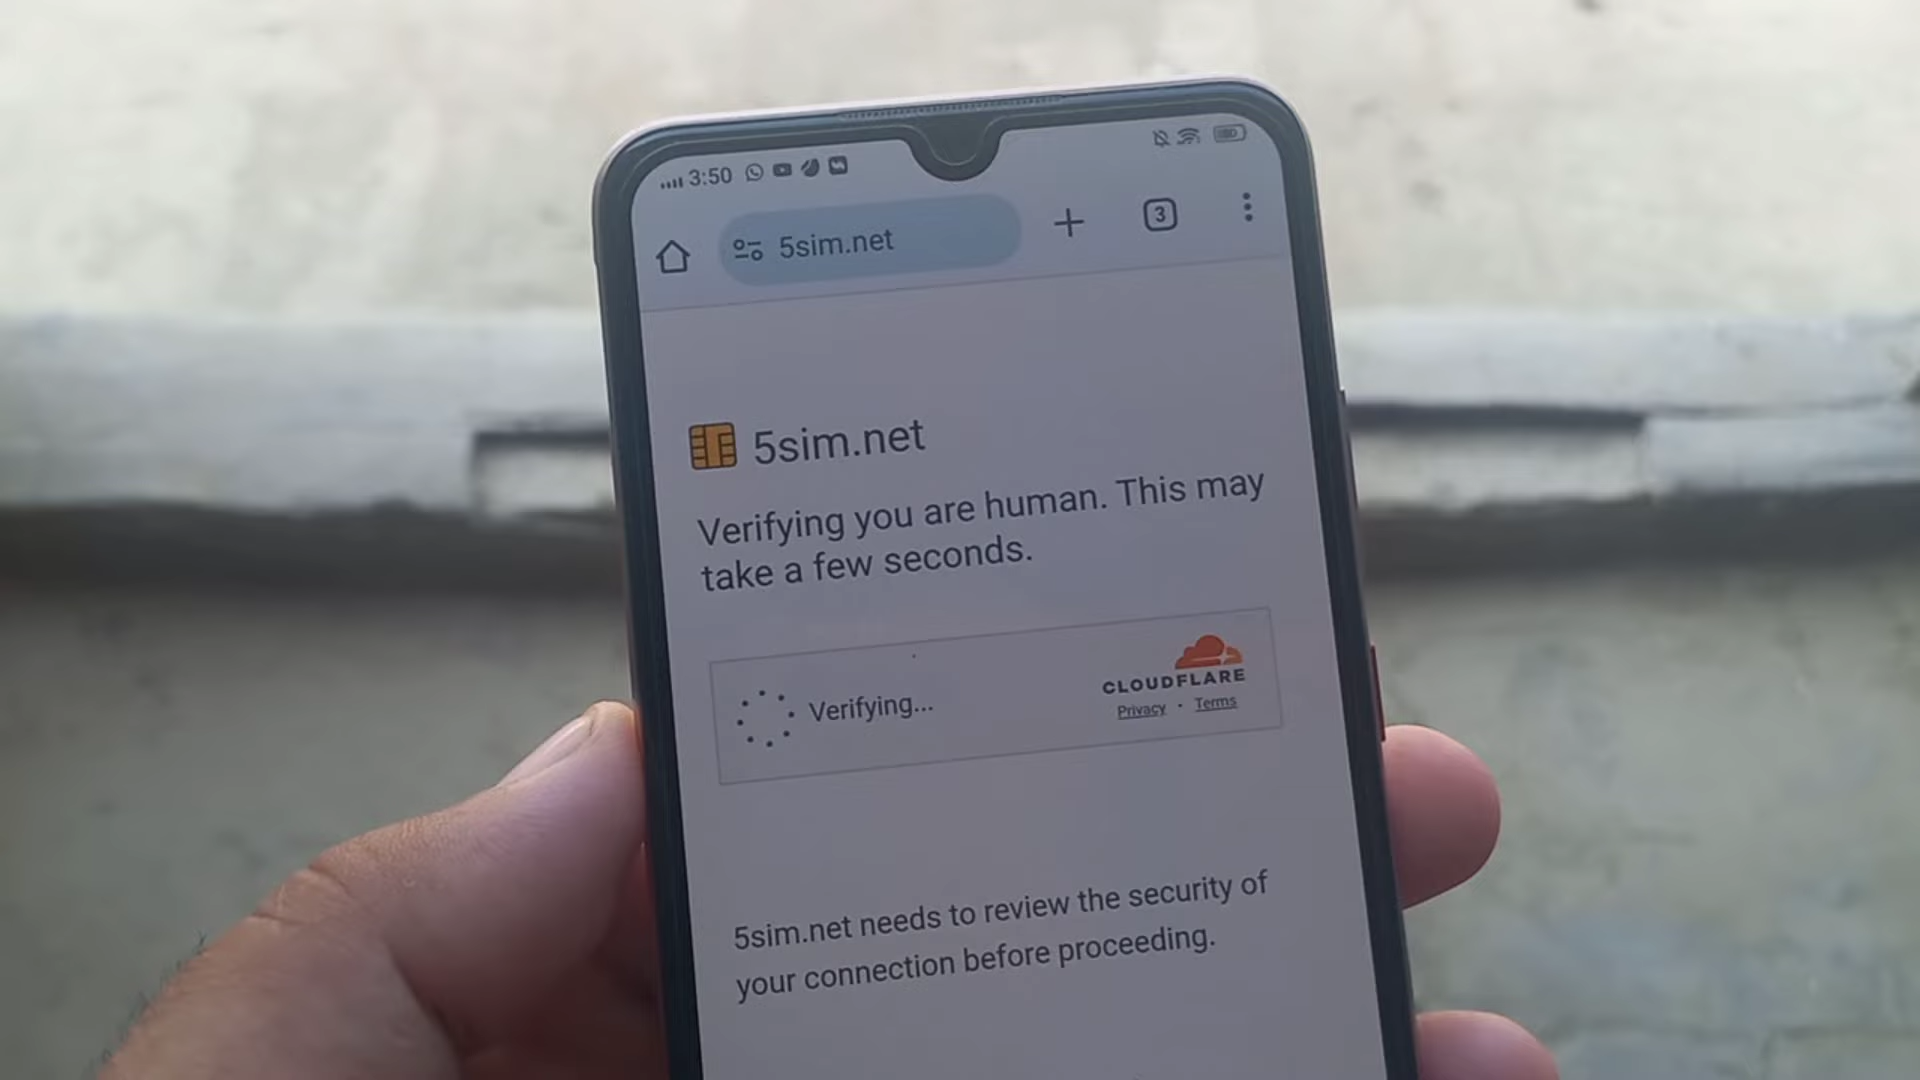 3:50
5sim.net
3
5sim.net
Verifying you are human. This may
take a few seconds.
Verifying...
CLOUDFLARE
Privacy • Terms
5sim.net needs to review the security of
your connection before proceeding.